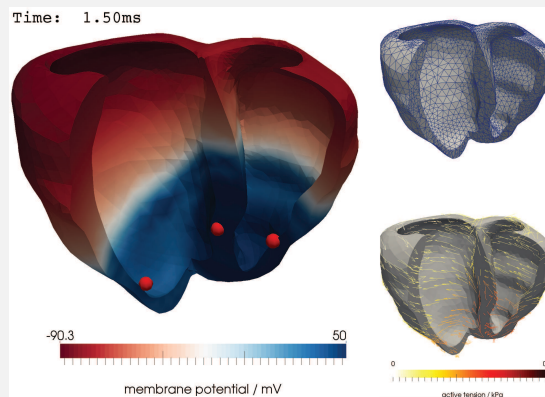 Time: 1.50ms
-90.3 50
membrane potential / mV
0
active tension / kPa